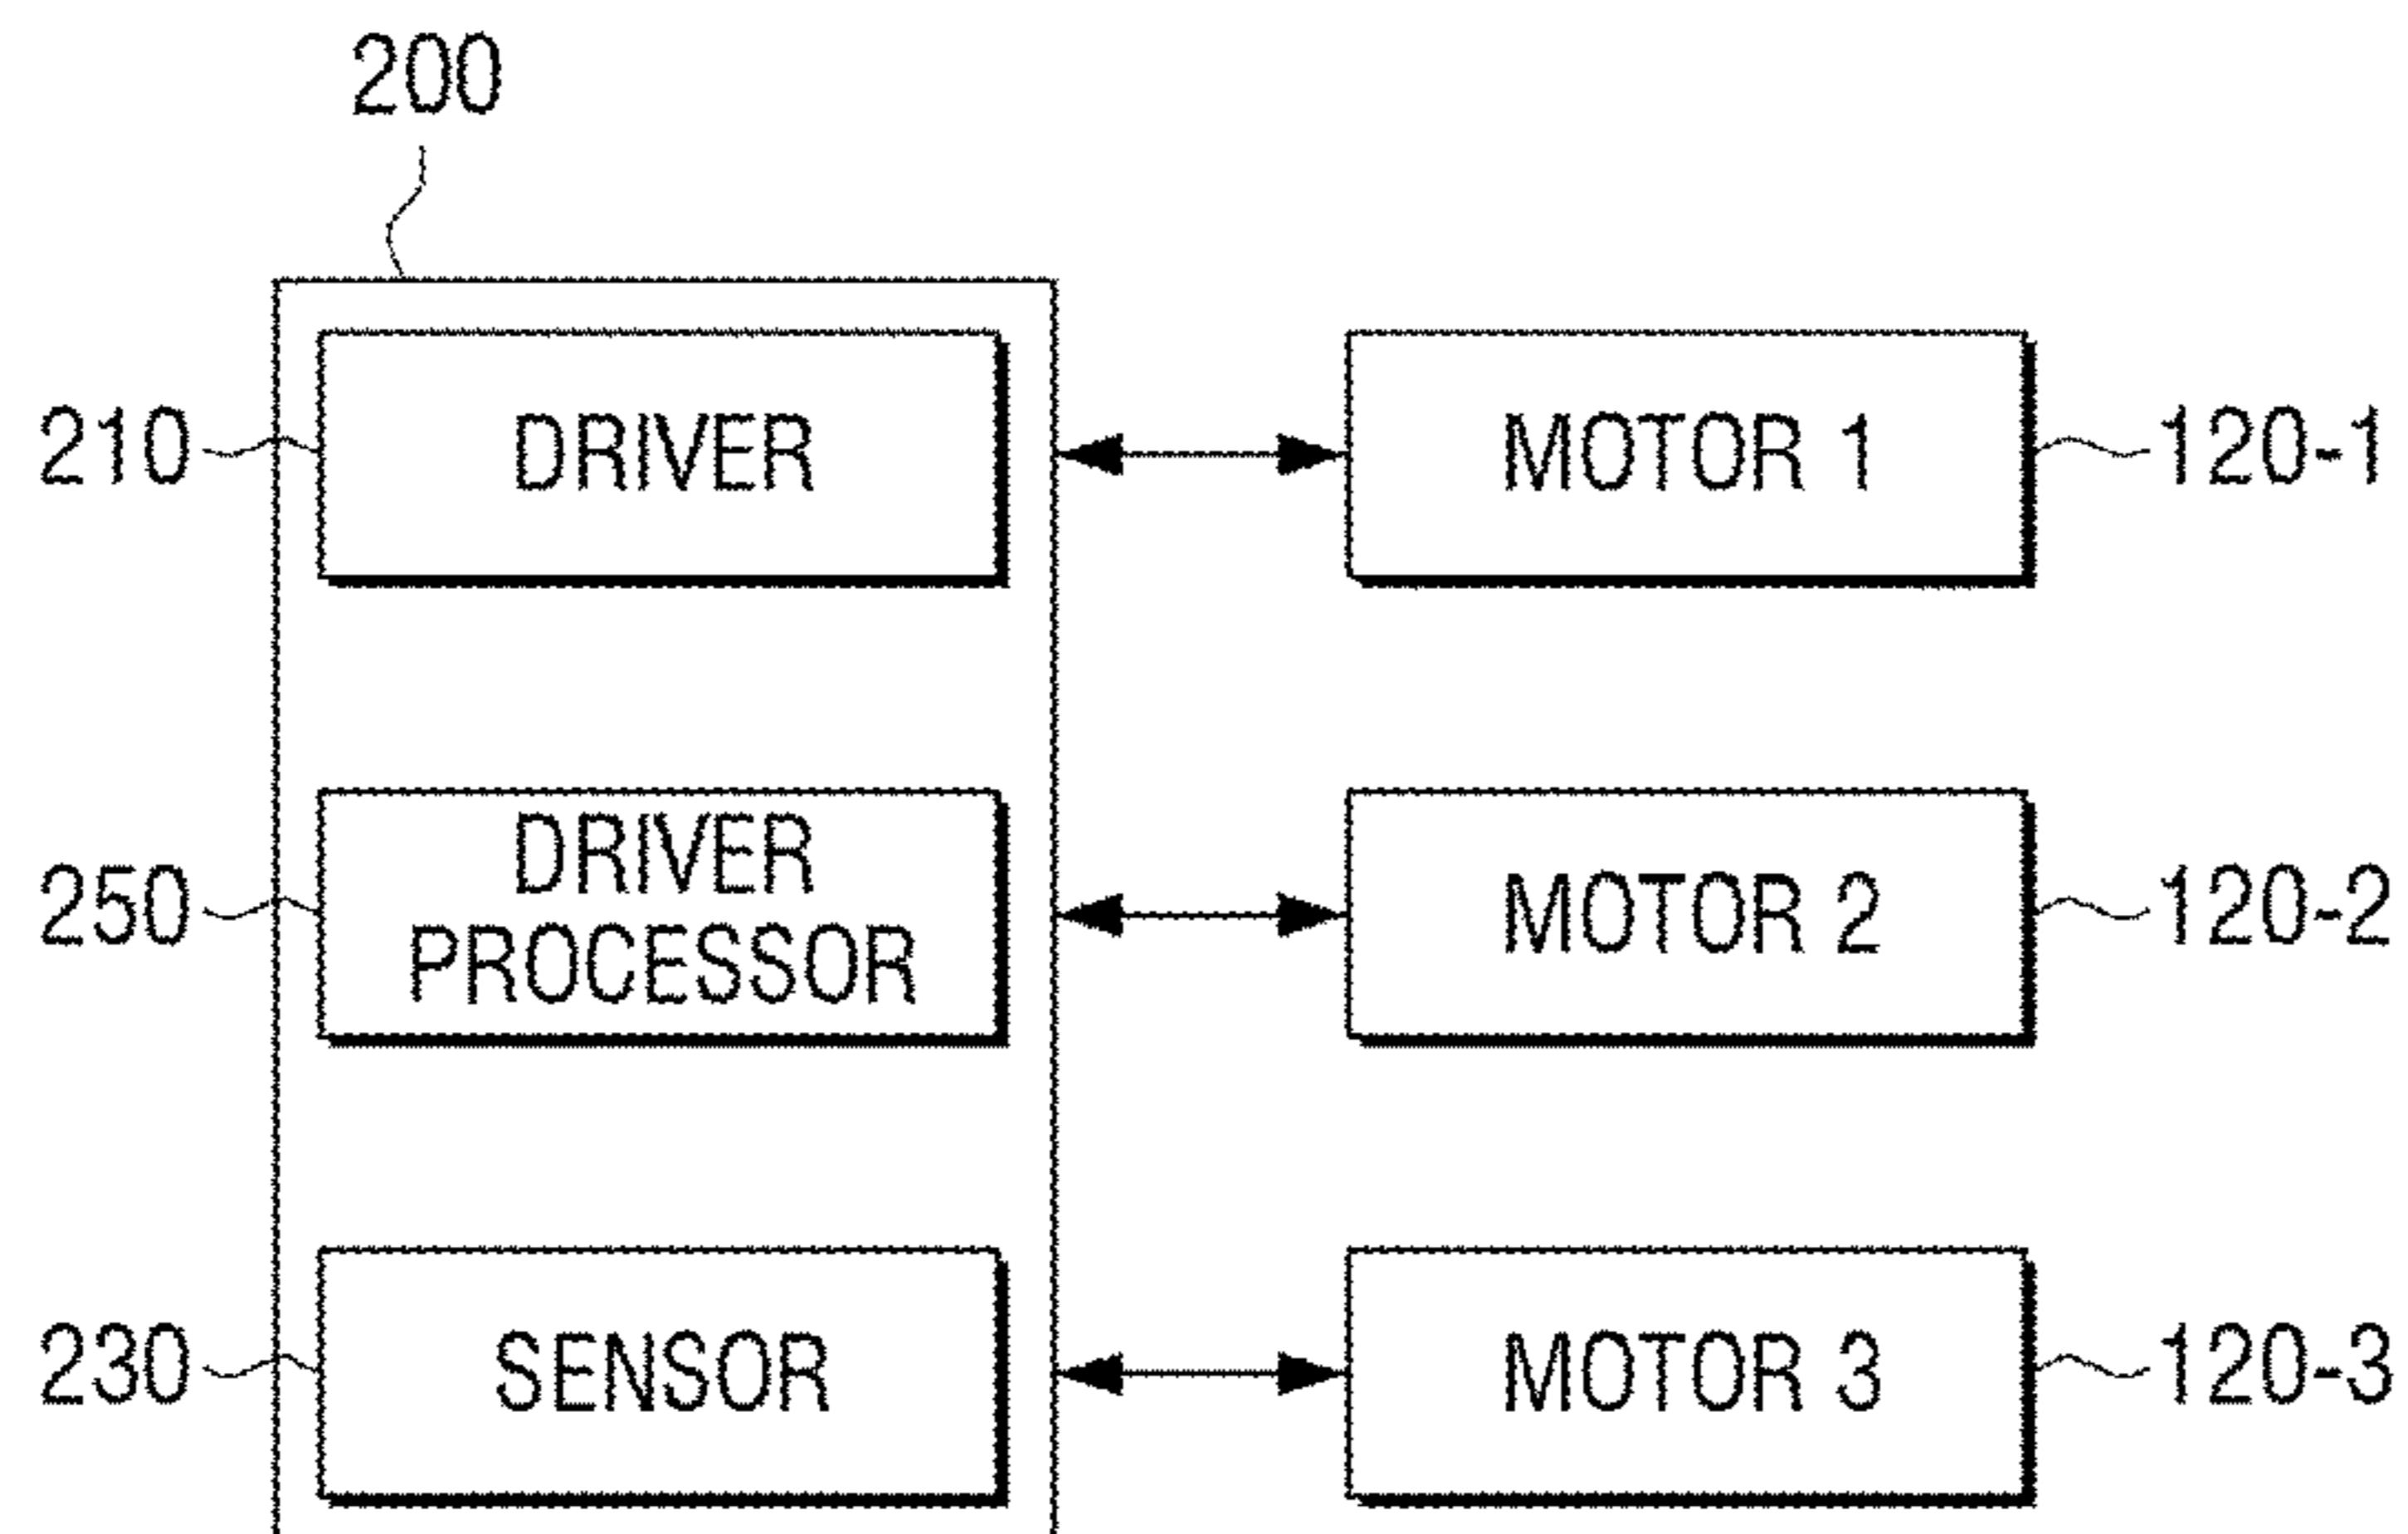 200
210 DRIVER MOTOR 1 120-1
250 DRIVER
PROCESSOR MOTOR 2 120-2
230 SENSOR MOTOR 3 120-3